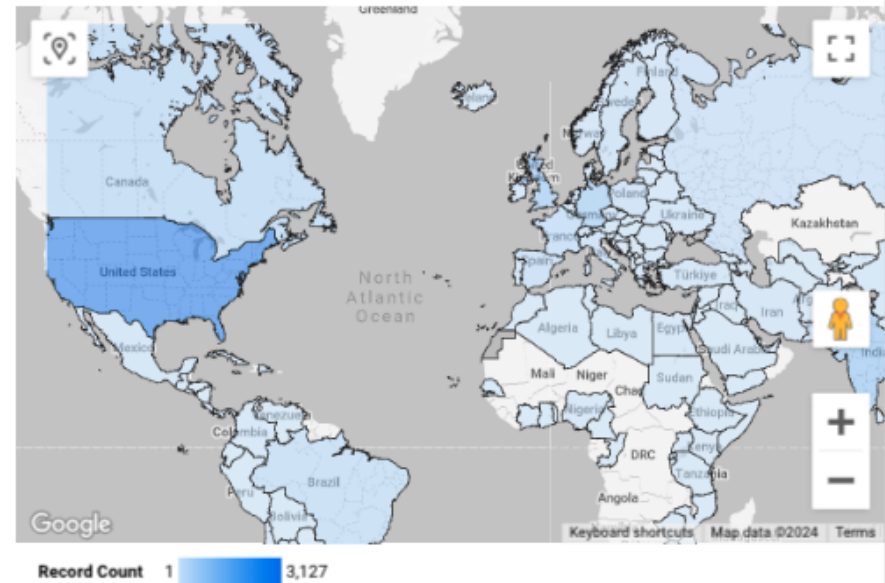 Greenland
Finland
Norway
Canada
United Kingdom
Poland
Germany
Ukraine
Kazakhstan
France
United States
Spain
Türkiye
North
Atlantic
Ocean
Iraq
Iran
Algeria
Libya
Egypt
Saudi Arabia
India
Mexico
Mali
Niger
Sudan
Nigeria
Ethiopia
Venezuela
Colombia
Kenya
DRC
Tanzania
Brazil
Peru
Angola
Bolivia
Google
Keyboard shortcuts
Map data ©2024
Terms
Record Count 1 3,127